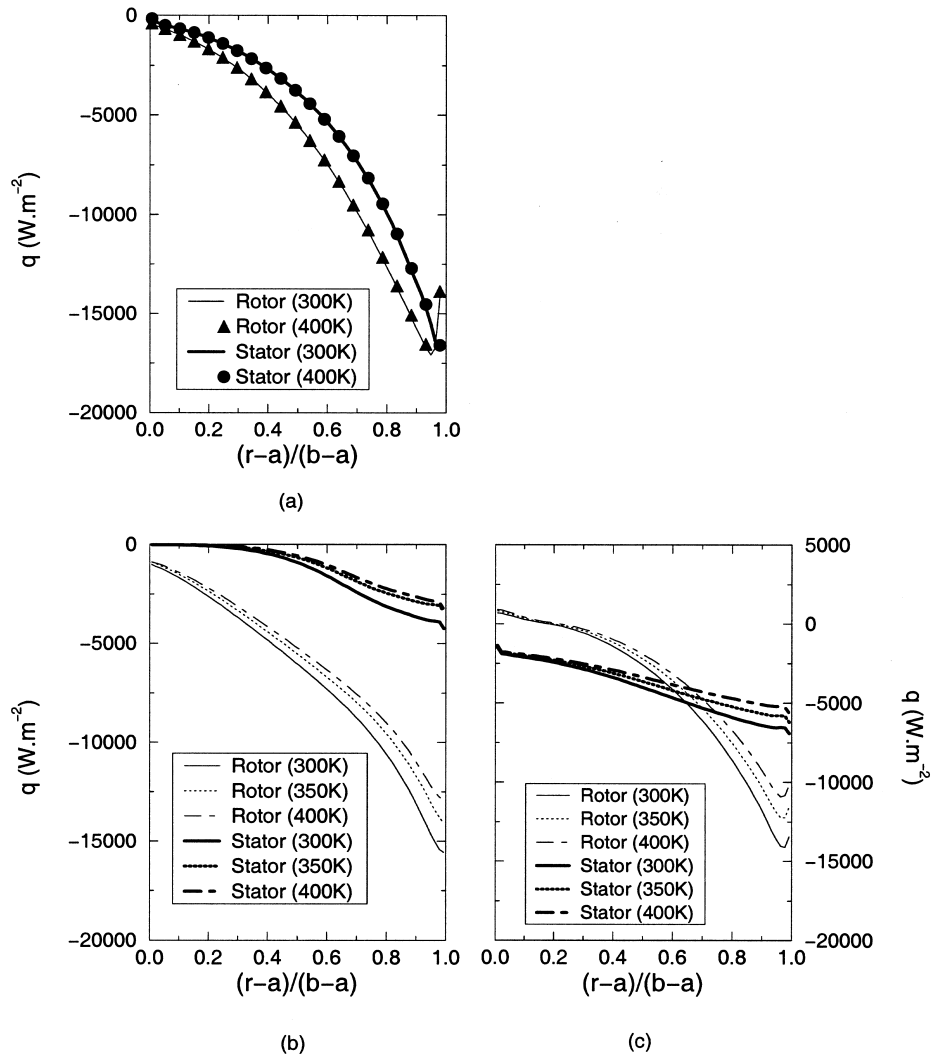 0
−5000
−10000
−15000
−20000
q (W.m−2)
Rotor (300K)
Rotor (400K)
Stator (300K)
Stator (400K)
0.0 0.2 0.4 0.6 0.8 1.0
(r−a)/(b−a)
(a)
0
−5000
−10000
−15000
−20000
q (W.m−2)
Rotor (300K)
Rotor (350K)
Rotor (400K)
Stator (300K)
Stator (350K)
Stator (400K)
0.0 0.2 0.4 0.6 0.8 1.0
(r−a)/(b−a)
(b)
5000
0
−5000
−10000
−15000
−20000
q (W.m−2)
Rotor (300K)
Rotor (350K)
Rotor (400K)
Stator (300K)
Stator (350K)
Stator (400K)
0.0 0.2 0.4 0.6 0.8 1.0
(r−a)/(b−a)
(c)